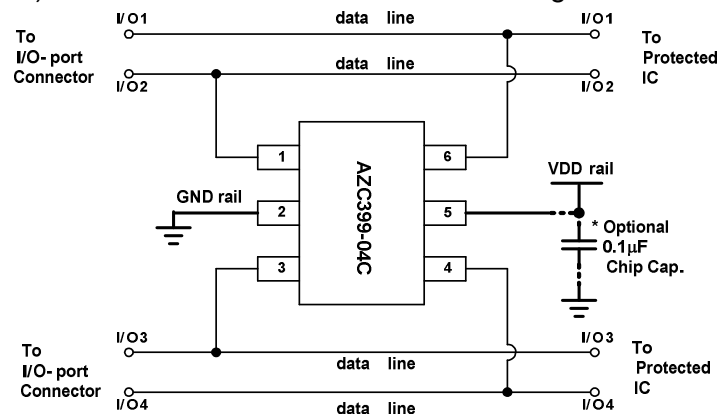 I/O1
data line
I/O1
To
I/O- port
Connector
To
Protected
IC
data line
I/O2
I/O2
1
6
AZC399-04C
VDD rail
GND rail
2
5
* Optional
0.1μF
Chip Cap.
3
4
I/O3
I/O3
To
I/O- port
Connector
data line
To
Protected
IC
I/O4
data line
I/O4